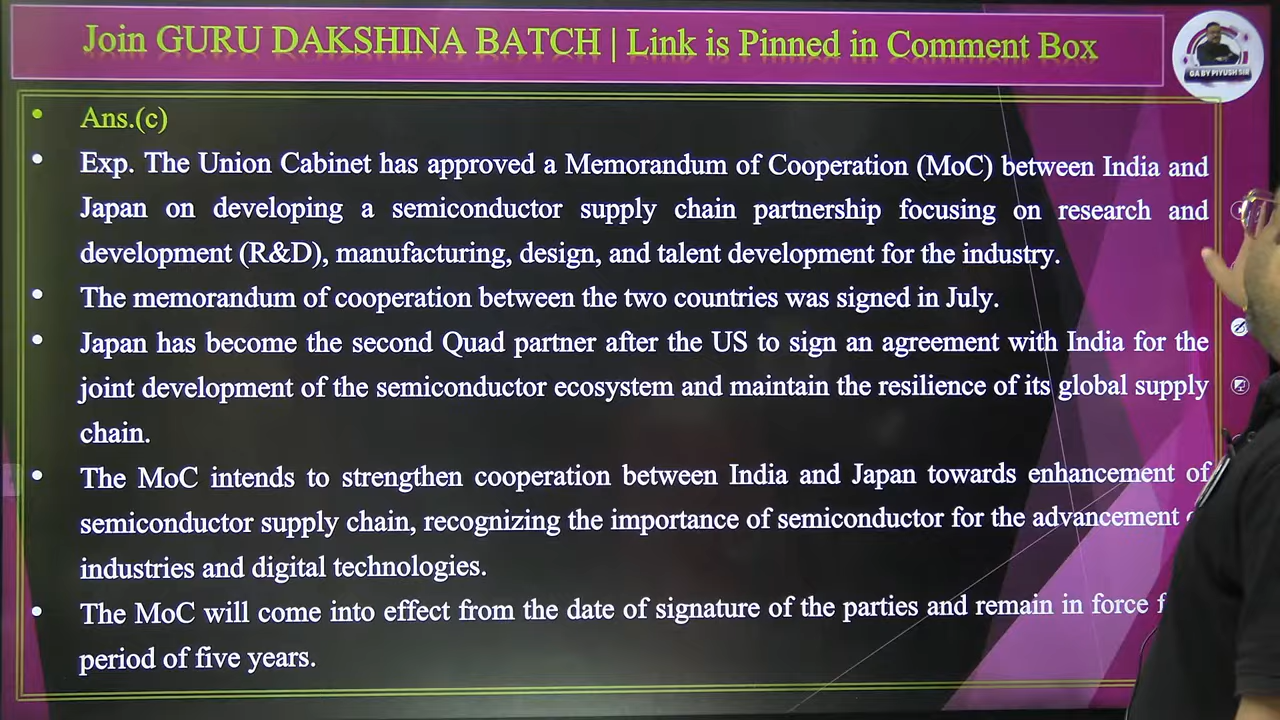 Join GURU DAKSHINA BATCH | Link is Pinned in Comment Box
GA BY PIYUSH SIR
• Ans.(c)
• Exp. The Union Cabinet has approved a Memorandum of Cooperation (MoC) between India and
Japan on developing a semiconductor supply chain partnership focusing on research and
development (R&D), manufacturing, design, and talent development for the industry.
• The memorandum of cooperation between the two countries was signed in July.
• Japan has become the second Quad partner after the US to sign an agreement with India for the
joint development of the semiconductor ecosystem and maintain the resilience of its global supply
chain.
• The MoC intends to strengthen cooperation between India and Japan towards enhancement of
semiconductor supply chain, recognizing the importance of semiconductor for the advancement
industries and digital technologies.
• The MoC will come into effect from the date of signature of the parties and remain in force
period of five years.